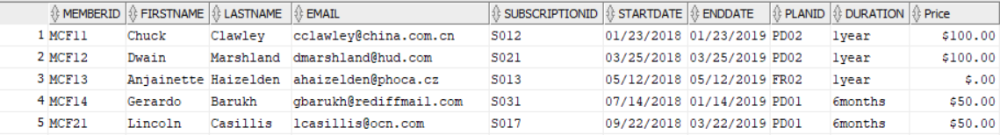 MEMBERID FIRSTNAME LASTNAME EMAIL SUBSCRIPTIONID STARTDATE ENDDATE PLANID DURATION Price
1 MCF11 Chuck Clawley cclawley@china.com.cn S012 01/23/2018 01/23/2019 PD02 1year $100.00
2 MCF12 Dwain Marshland dmarshland@hud.com S021 03/25/2018 03/25/2019 PD02 1year $100.00
3 MCF13 Anjainette Haizelden ahaizelden@phoca.cz S013 05/12/2018 05/12/2019 FR02 1year $.00
4 MCF14 Gerardo Barukh gbarukh@rediffmail.com S031 07/14/2018 01/14/2019 PD01 6months $50.00
5 MCF21 Lincoln Casillis lcasillis@ocn.com S017 09/22/2018 03/22/2019 PD01 6months $50.00